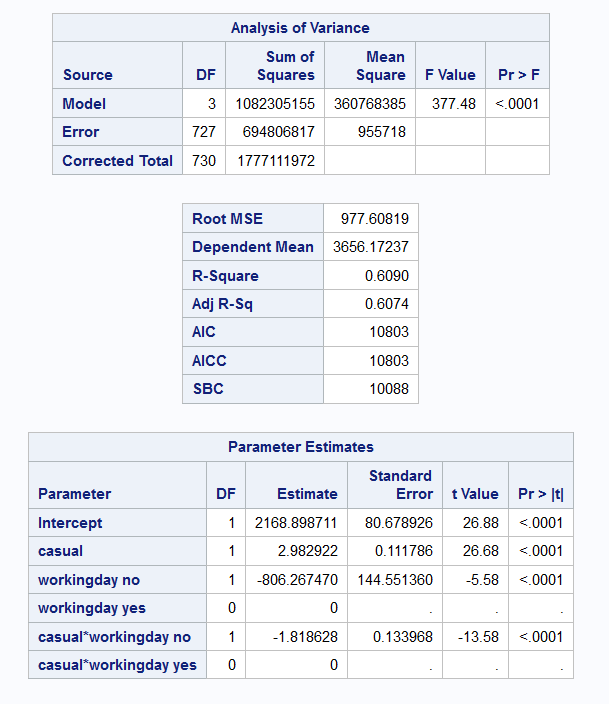 Analysis of Variance
Source DF Sum of Squares Mean Square F Value Pr > F
Model 3 1082305155 360768385 377.48 <.0001
Error 727 694806817 955718
Corrected Total 730 1777111972
Root MSE 977.60819
Dependent Mean 3656.17237
R-Square 0.6090
Adj R-Sq 0.6074
AIC 10803
AICC 10803
SBC 10088
Parameter Estimates
Parameter DF Estimate Standard Error t Value Pr > |t|
Intercept 1 2168.898711 80.678926 26.88 <.0001
casual 1 2.982922 0.111786 26.68 <.0001
workingday no 1 -806.267470 144.551360 -5.58 <.0001
workingday yes 0 0 . . .
casual*workingday no 1 -1.818628 0.133968 -13.58 <.0001
casual*workingday yes 0 0 . . .